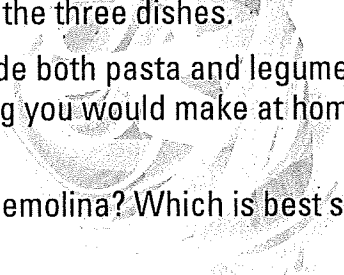 the three dishes.
de both pasta and legume
g you would make at hom
emolina? Which is best s